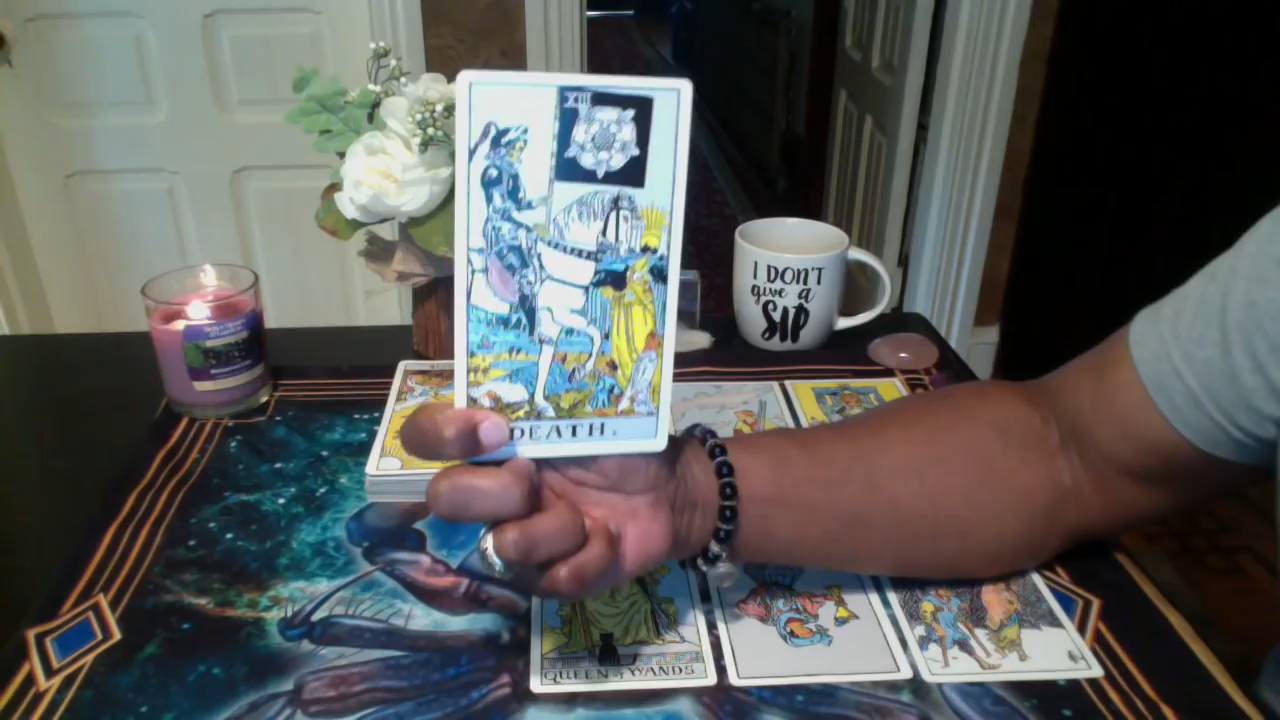 XIII
DEATH.
I DON'T
give a
SIP
QUEEN of WANDS